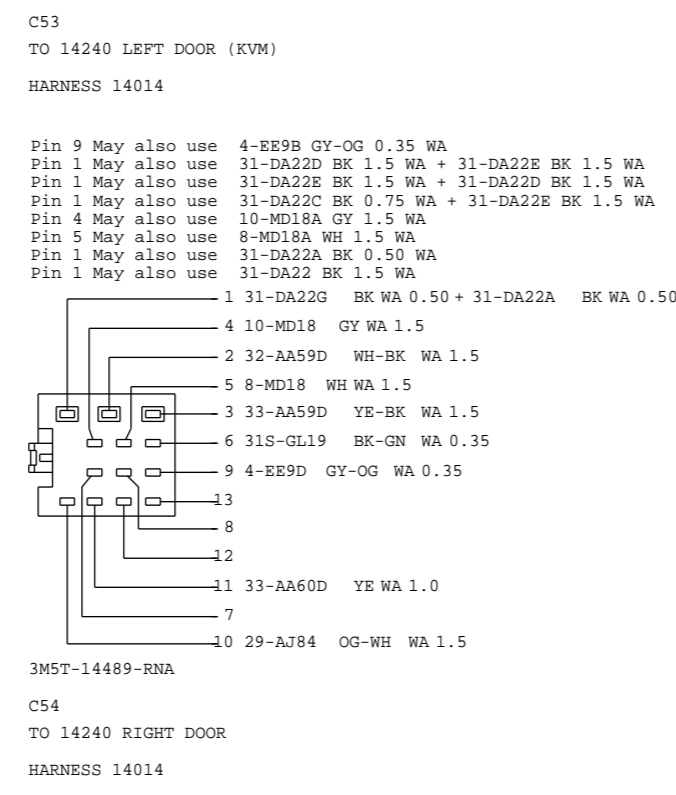 C53
TO 14240 LEFT DOOR (KVM)
HARNESS 14014
Pin 9 May also use 4-EE9B GY-OG 0.35 WA
Pin 1 May also use 31-DA22D BK 1.5 WA + 31-DA22E BK 1.5 WA
Pin 1 May also use 31-DA22E BK 1.5 WA + 31-DA22D BK 1.5 WA
Pin 1 May also use 31-DA22C BK 0.75 WA + 31-DA22E BK 1.5 WA
Pin 4 May also use 10-MD18A GY 1.5 WA
Pin 5 May also use 8-MD18A WH 1.5 WA
Pin 1 May also use 31-DA22A BK 0.50 WA
Pin 1 May also use 31-DA22 BK 1.5 WA
1 31-DA22G BK WA 0.50 + 31-DA22A BK WA 0.50
4 10-MD18 GY WA 1.5
2 32-AA59D WH-BK WA 1.5
5 8-MD18 WH WA 1.5
3 33-AA59D YE-BK WA 1.5
6 31S-GL19 BK-GN WA 0.35
9 4-EE9D GY-OG WA 0.35
13
8
12
11 33-AA60D YE WA 1.0
7
10 29-AJ84 OG-WH WA 1.5
3M5T-14489-RNA
C54
TO 14240 RIGHT DOOR
HARNESS 14014